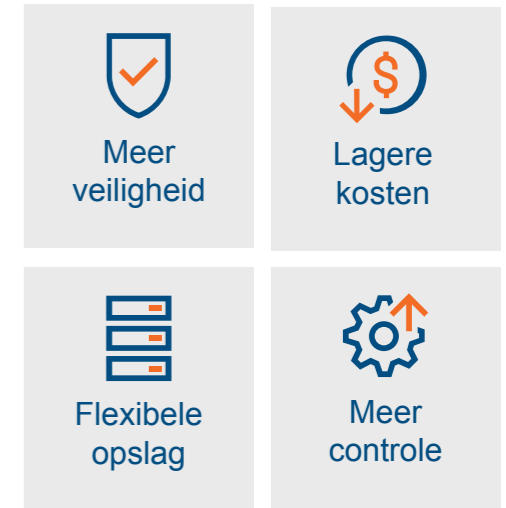 Meer
veiligheid
$
Lagere
kosten
Flexibele
opslag
Meer
controle